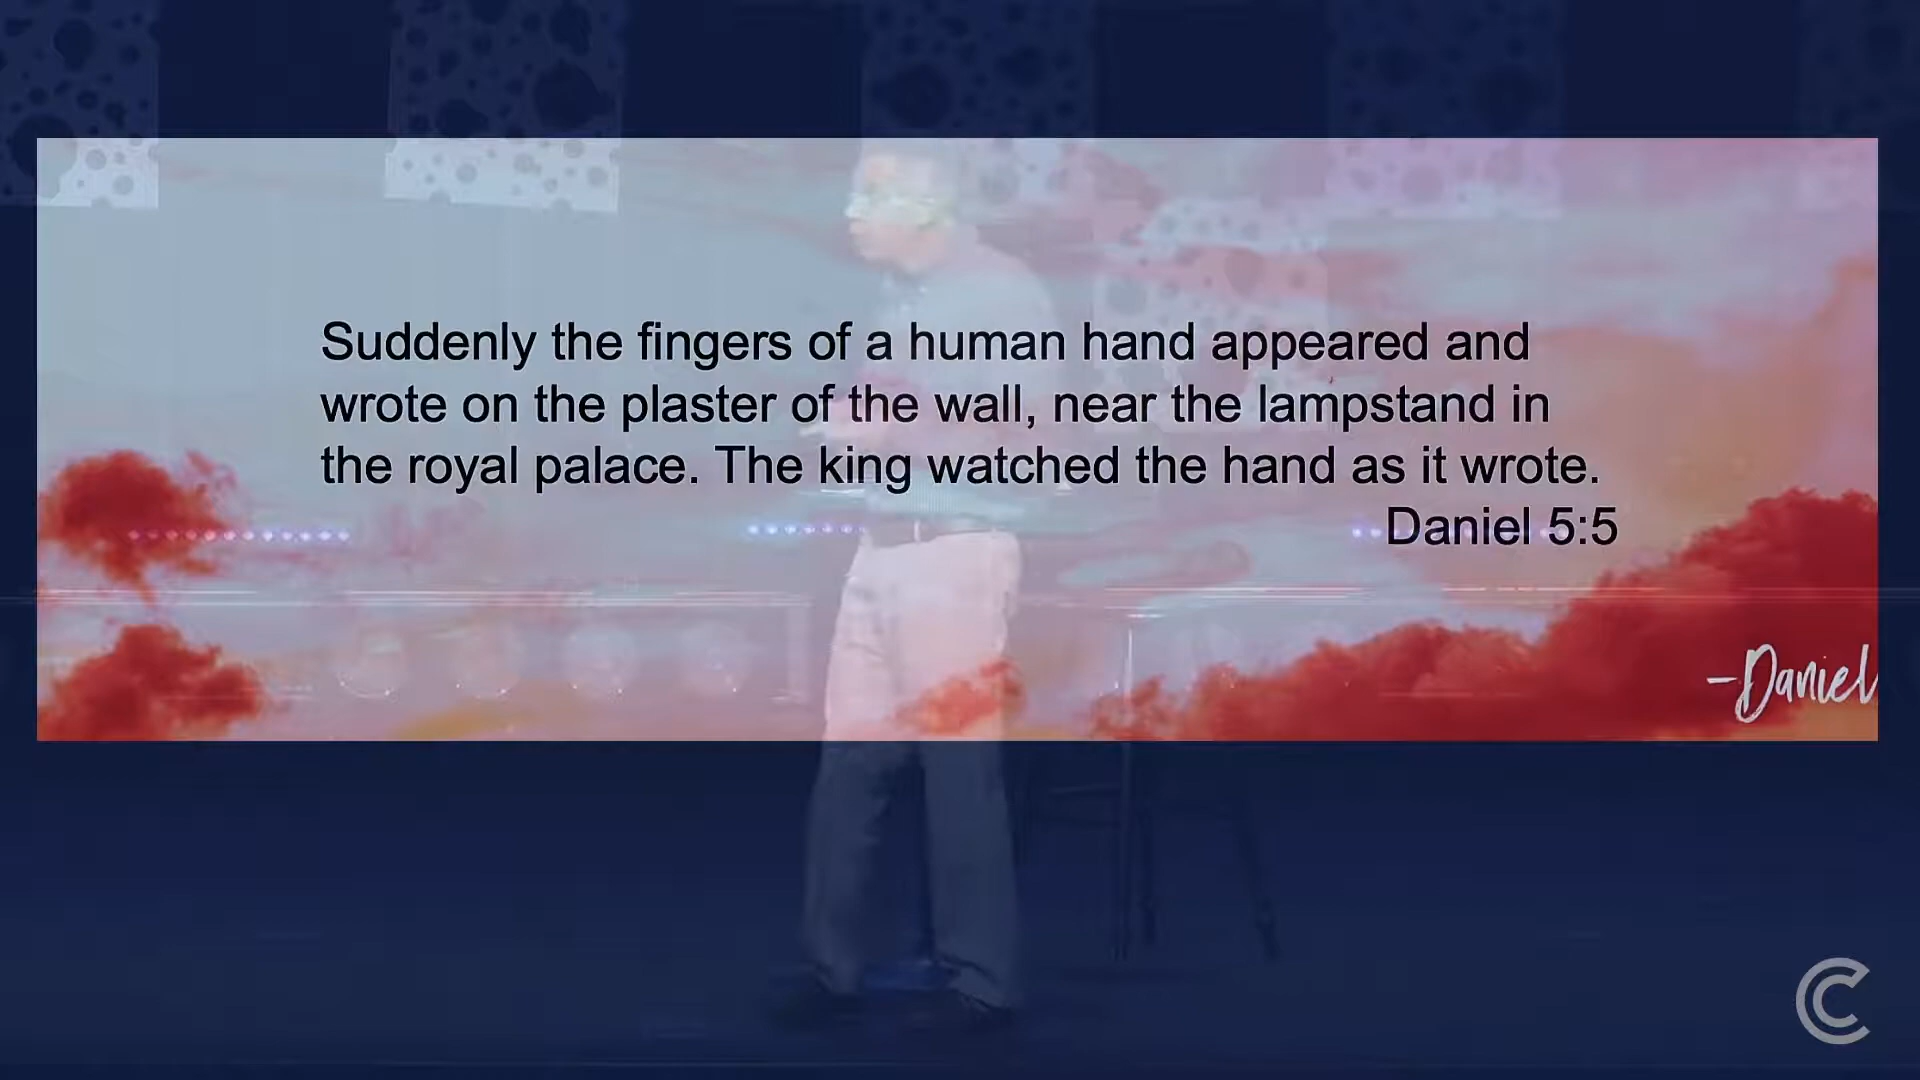 Suddenly the fingers of a human hand appeared and
wrote on the plaster of the wall, near the lampstand in
the royal palace. The king watched the hand as it wrote.
Daniel 5:5
-Daniel